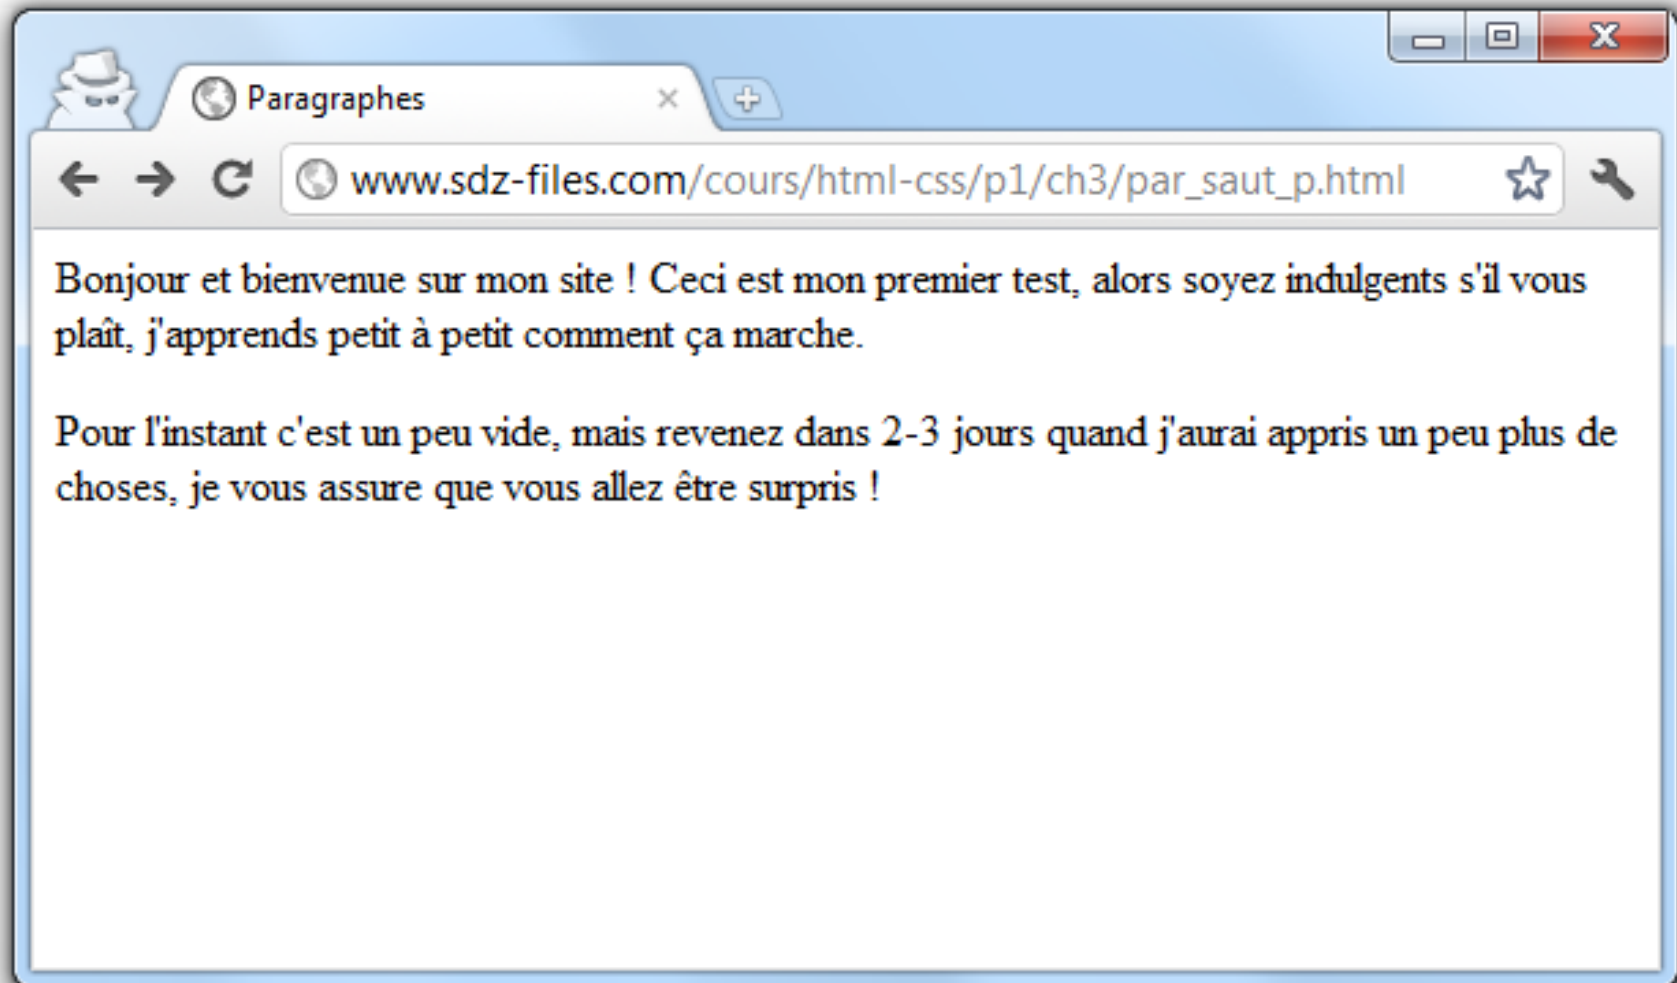 Paragraphes
www.sdz-files.com/cours/html-css/p1/ch3/par_saut_p.html
Bonjour et bienvenue sur mon site ! Ceci est mon premier test, alors soyez indulgents s'il vous
plaît, j'apprends petit à petit comment ça marche.
Pour l'instant c'est un peu vide, mais revenez dans 2-3 jours quand j'aurai appris un peu plus de
choses, je vous assure que vous allez être surpris !